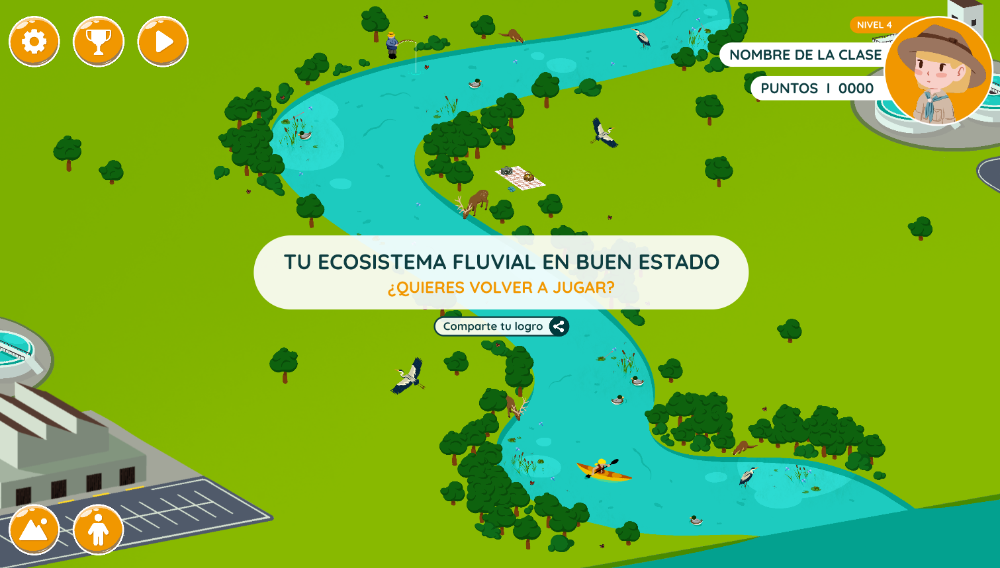 NIVEL 4
NOMBRE DE LA CLASE
PUNTOS I 0000
TU ECOSISTEMA FLUVIAL EN BUEN ESTADO
¿QUIERES VOLVER A JUGAR?
Comparte tu logro